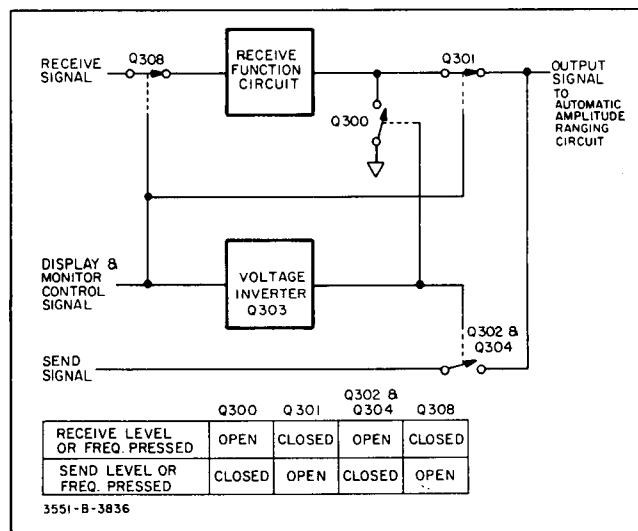 RECEIVE
SIGNAL
Q308
RECEIVE
FUNCTION
CIRCUIT
Q301
OUTPUT
SIGNAL
TO
AUTOMATIC
AMPLITUDE
RANGING
CIRCUIT
Q300
DISPLAY &
MONITOR
CONTROL
SIGNAL
VOLTAGE
INVERTER
Q303
SEND
SIGNAL
Q302 &
Q304
Q300 Q301 Q302 & Q304 Q308
RECEIVE LEVEL OR FREQ. PRESSED OPEN CLOSED OPEN CLOSED
SEND LEVEL OR FREQ. PRESSED CLOSED OPEN CLOSED OPEN
3551-B-3836